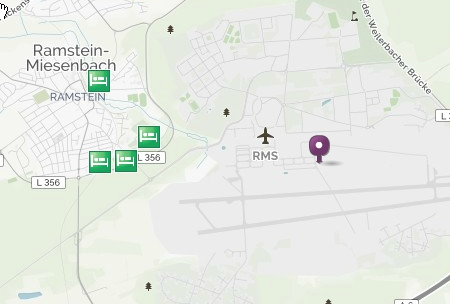 Ramstein-
Miesenbach
RAMSTEIN
der Weilerbacher Brücke
L 356
RMS
L 356